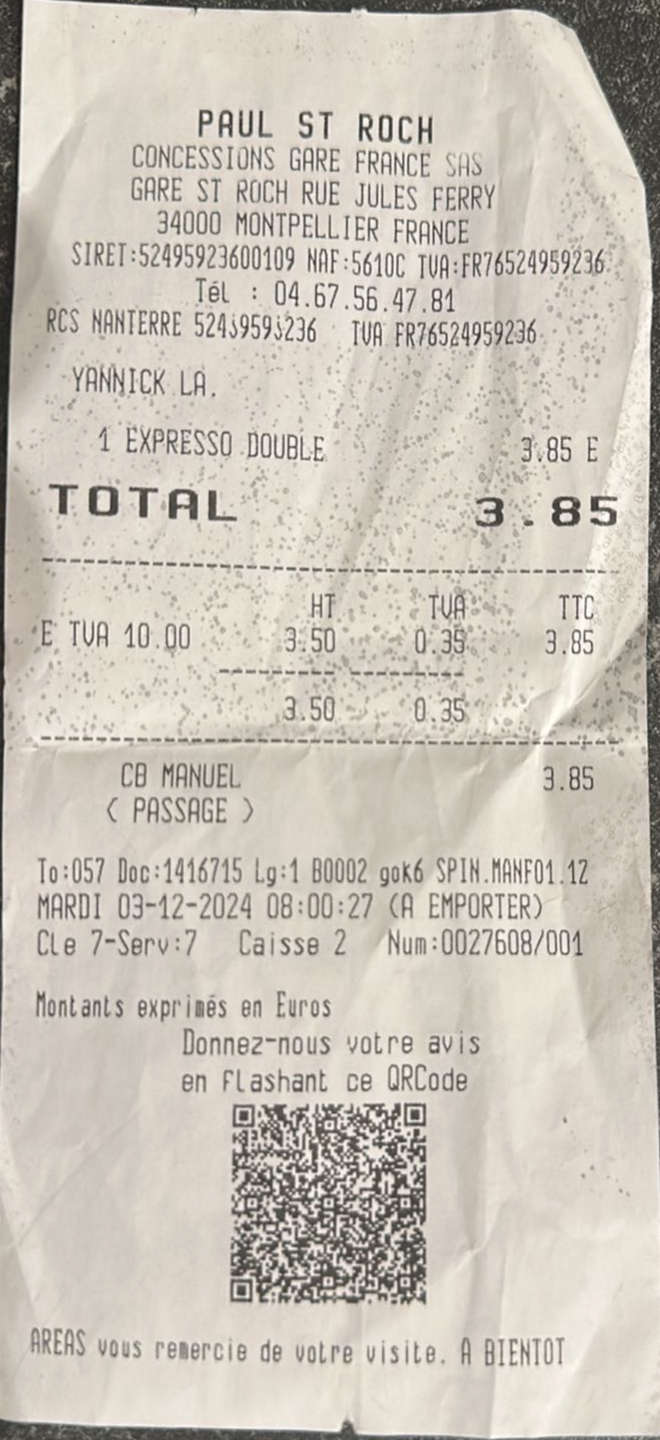 PAUL ST ROCH
CONCESSIONS GARE FRANCE SAS
GARE ST ROCH RUE JULES FERRY
34000 MONTPELLIER FRANCE
SIRET:52495923600109 NAF:5610C TVA:FR76524959236
Tél : 04.67.56.47.81
RCS NANTERRE TVA FR76524959236
YANNICK LA.
1 EXPRESSO DOUBLE 3.85 E
TOTAL 3.85
HT TVA TTC
E TVA 10.00 3.50 0.35 3.85
3.50 0.35
CB MANUEL 3.85
( PASSAGE )
To:057 Doc:1416715 Lg:1 B0002 gok6 SPIN.MANF01.12
MARDI 03-12-2024 08:00:27 (A EMPORTER)
Cle 7-Serv:7 Caisse 2 Num:0027608/001
Montants exprimés en Euros
Donnez-nous votre avis
en flashant ce QRCode
AREAS vous remercie de votre visite. A BIENTOT